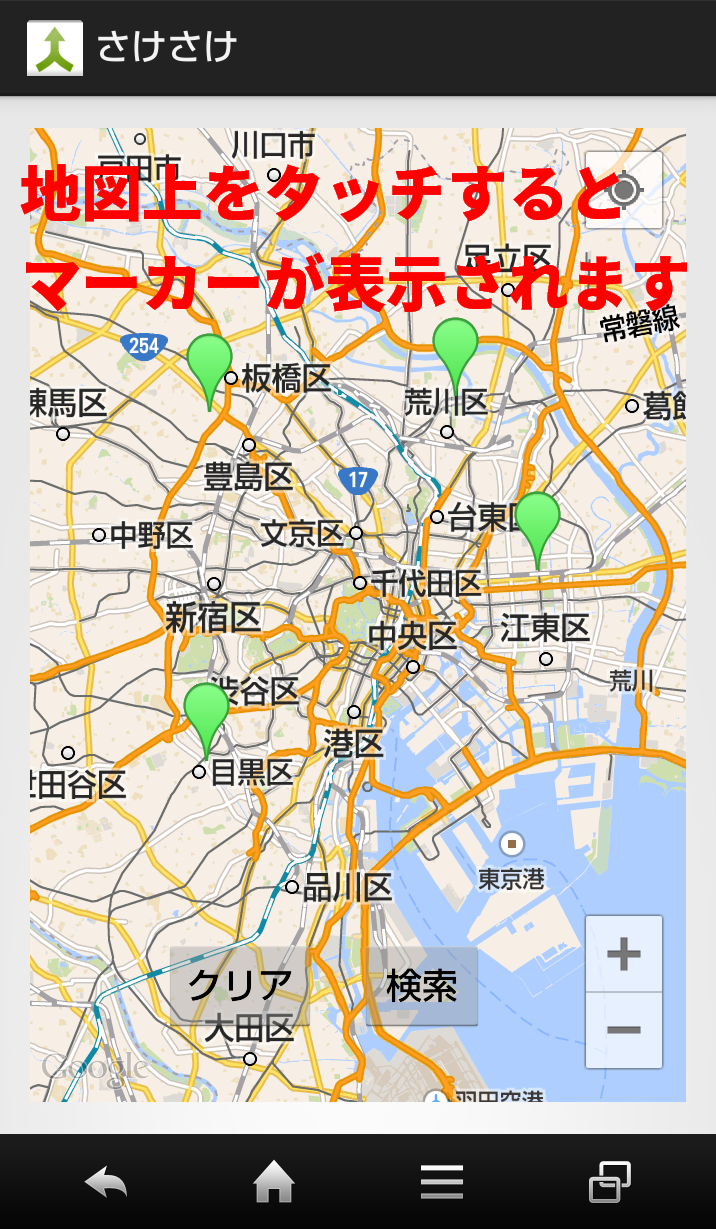 さけさけ
川口市
戸田市
地図上をタッチすると
足立区
マーカーが表示されます
常磐線
254
板橋区
荒川区
練馬区
葛飾
豊島区
17
台東区
中野区
文京区
千代田区
新宿区
中央区
江東区
荒川
渋谷区
港区
目黒区
世田谷区
東京港
品川区
クリア
検索
大田区
Google
羽田空港